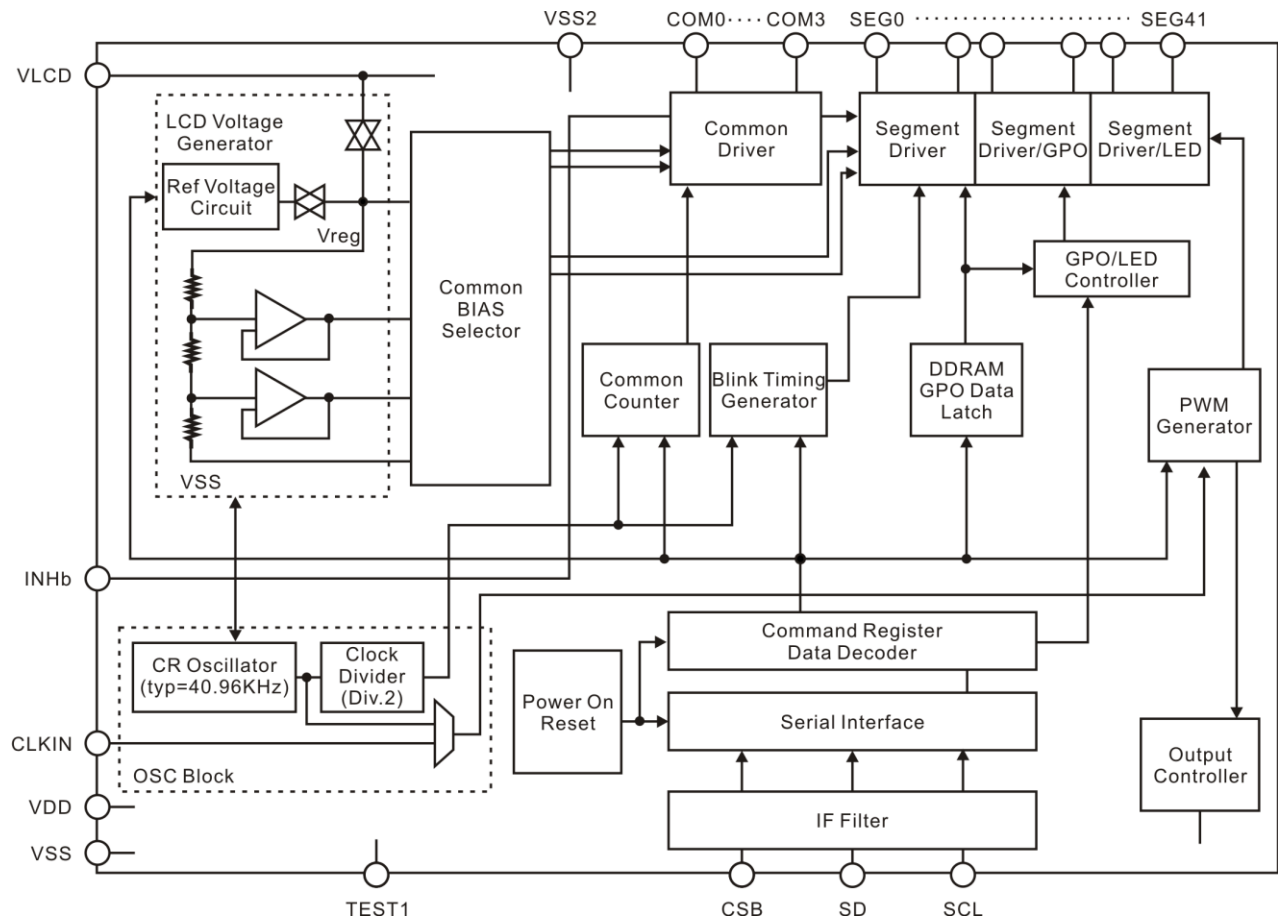 VSS2
COM0 ···· COM3
SEG0 ···················· SEG41
VLCD
LCD Voltage
Generator
Ref Voltage
Circuit
Vreg
VSS
Common
BIAS
Selector
Common
Driver
Segment
Driver
Segment
Driver/GPO
Segment
Driver/LED
GPO/LED
Controller
Common
Counter
Blink Timing
Generator
DDRAM
GPO Data
Latch
PWM
Generator
INHb
CR Oscillator
(typ=40.96KHz)
Clock
Divider
(Div.2)
OSC Block
CLKIN
VDD
VSS
Power On
Reset
Command Register
Data Decoder
Serial Interface
IF Filter
Output
Controller
TEST1
CSB
SD
SCL